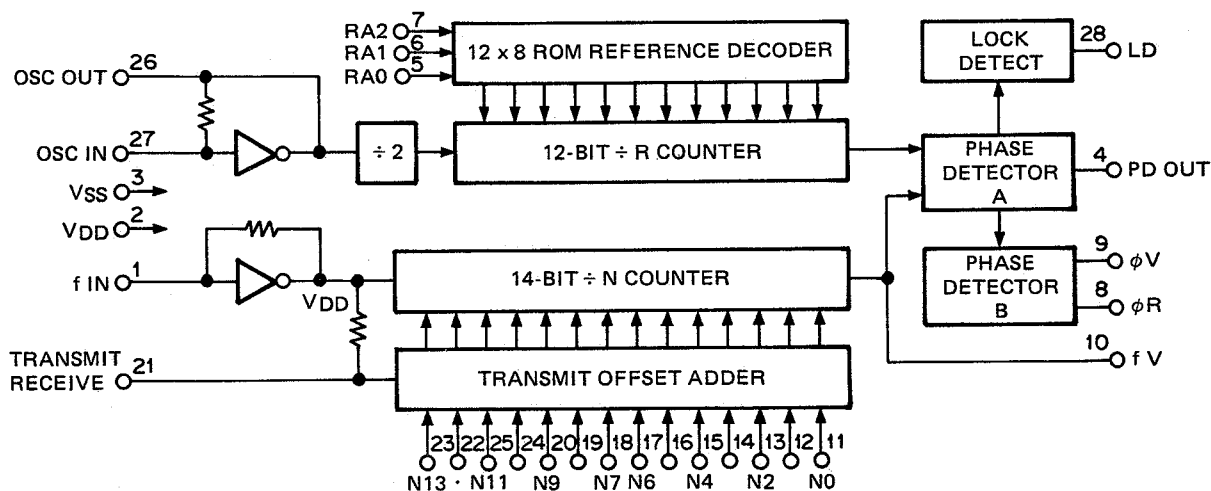 RA2 7
RA1 6
RA0 5
12 x 8 ROM REFERENCE DECODER
LOCK
DETECT
28
LD
OSC OUT
26
OSC IN
27
÷ 2
12-BIT ÷ R COUNTER
PHASE
DETECTOR
A
4
PD OUT
VSS
3
VDD
2
f IN
1
VDD
14-BIT ÷ N COUNTER
PHASE
DETECTOR
B
9
ϕV
8
ϕR
10
f V
TRANSMIT
RECEIVE
21
TRANSMIT OFFSET ADDER
23 22 25 24 20 19 18 17 16 15 14 13 12 11
N13 · N11 N9 N7 N6 N4 N2 N0